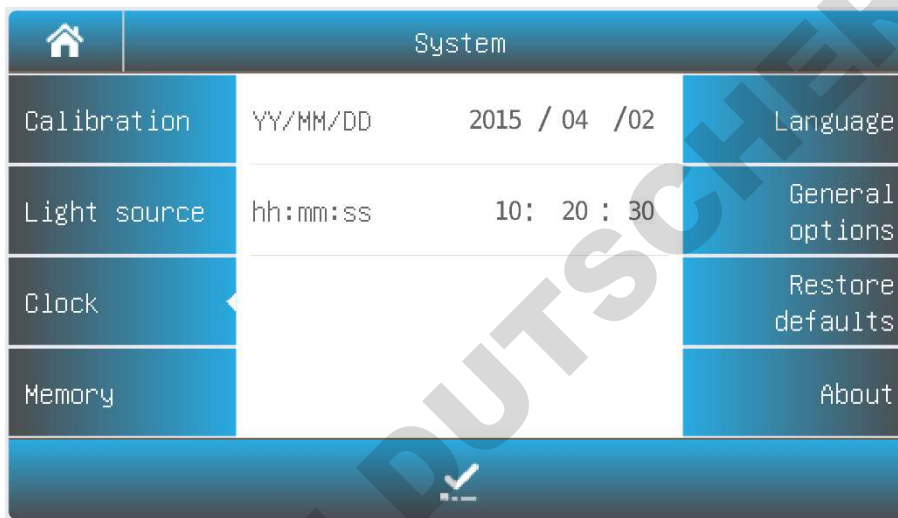 System
Calibration
YY/MM/DD 2015 / 04 /02
Language
Light source
hh:mm:ss 10: 20 : 30
General
options
Clock
Restore
defaults
Memory
About
DUTSCHER